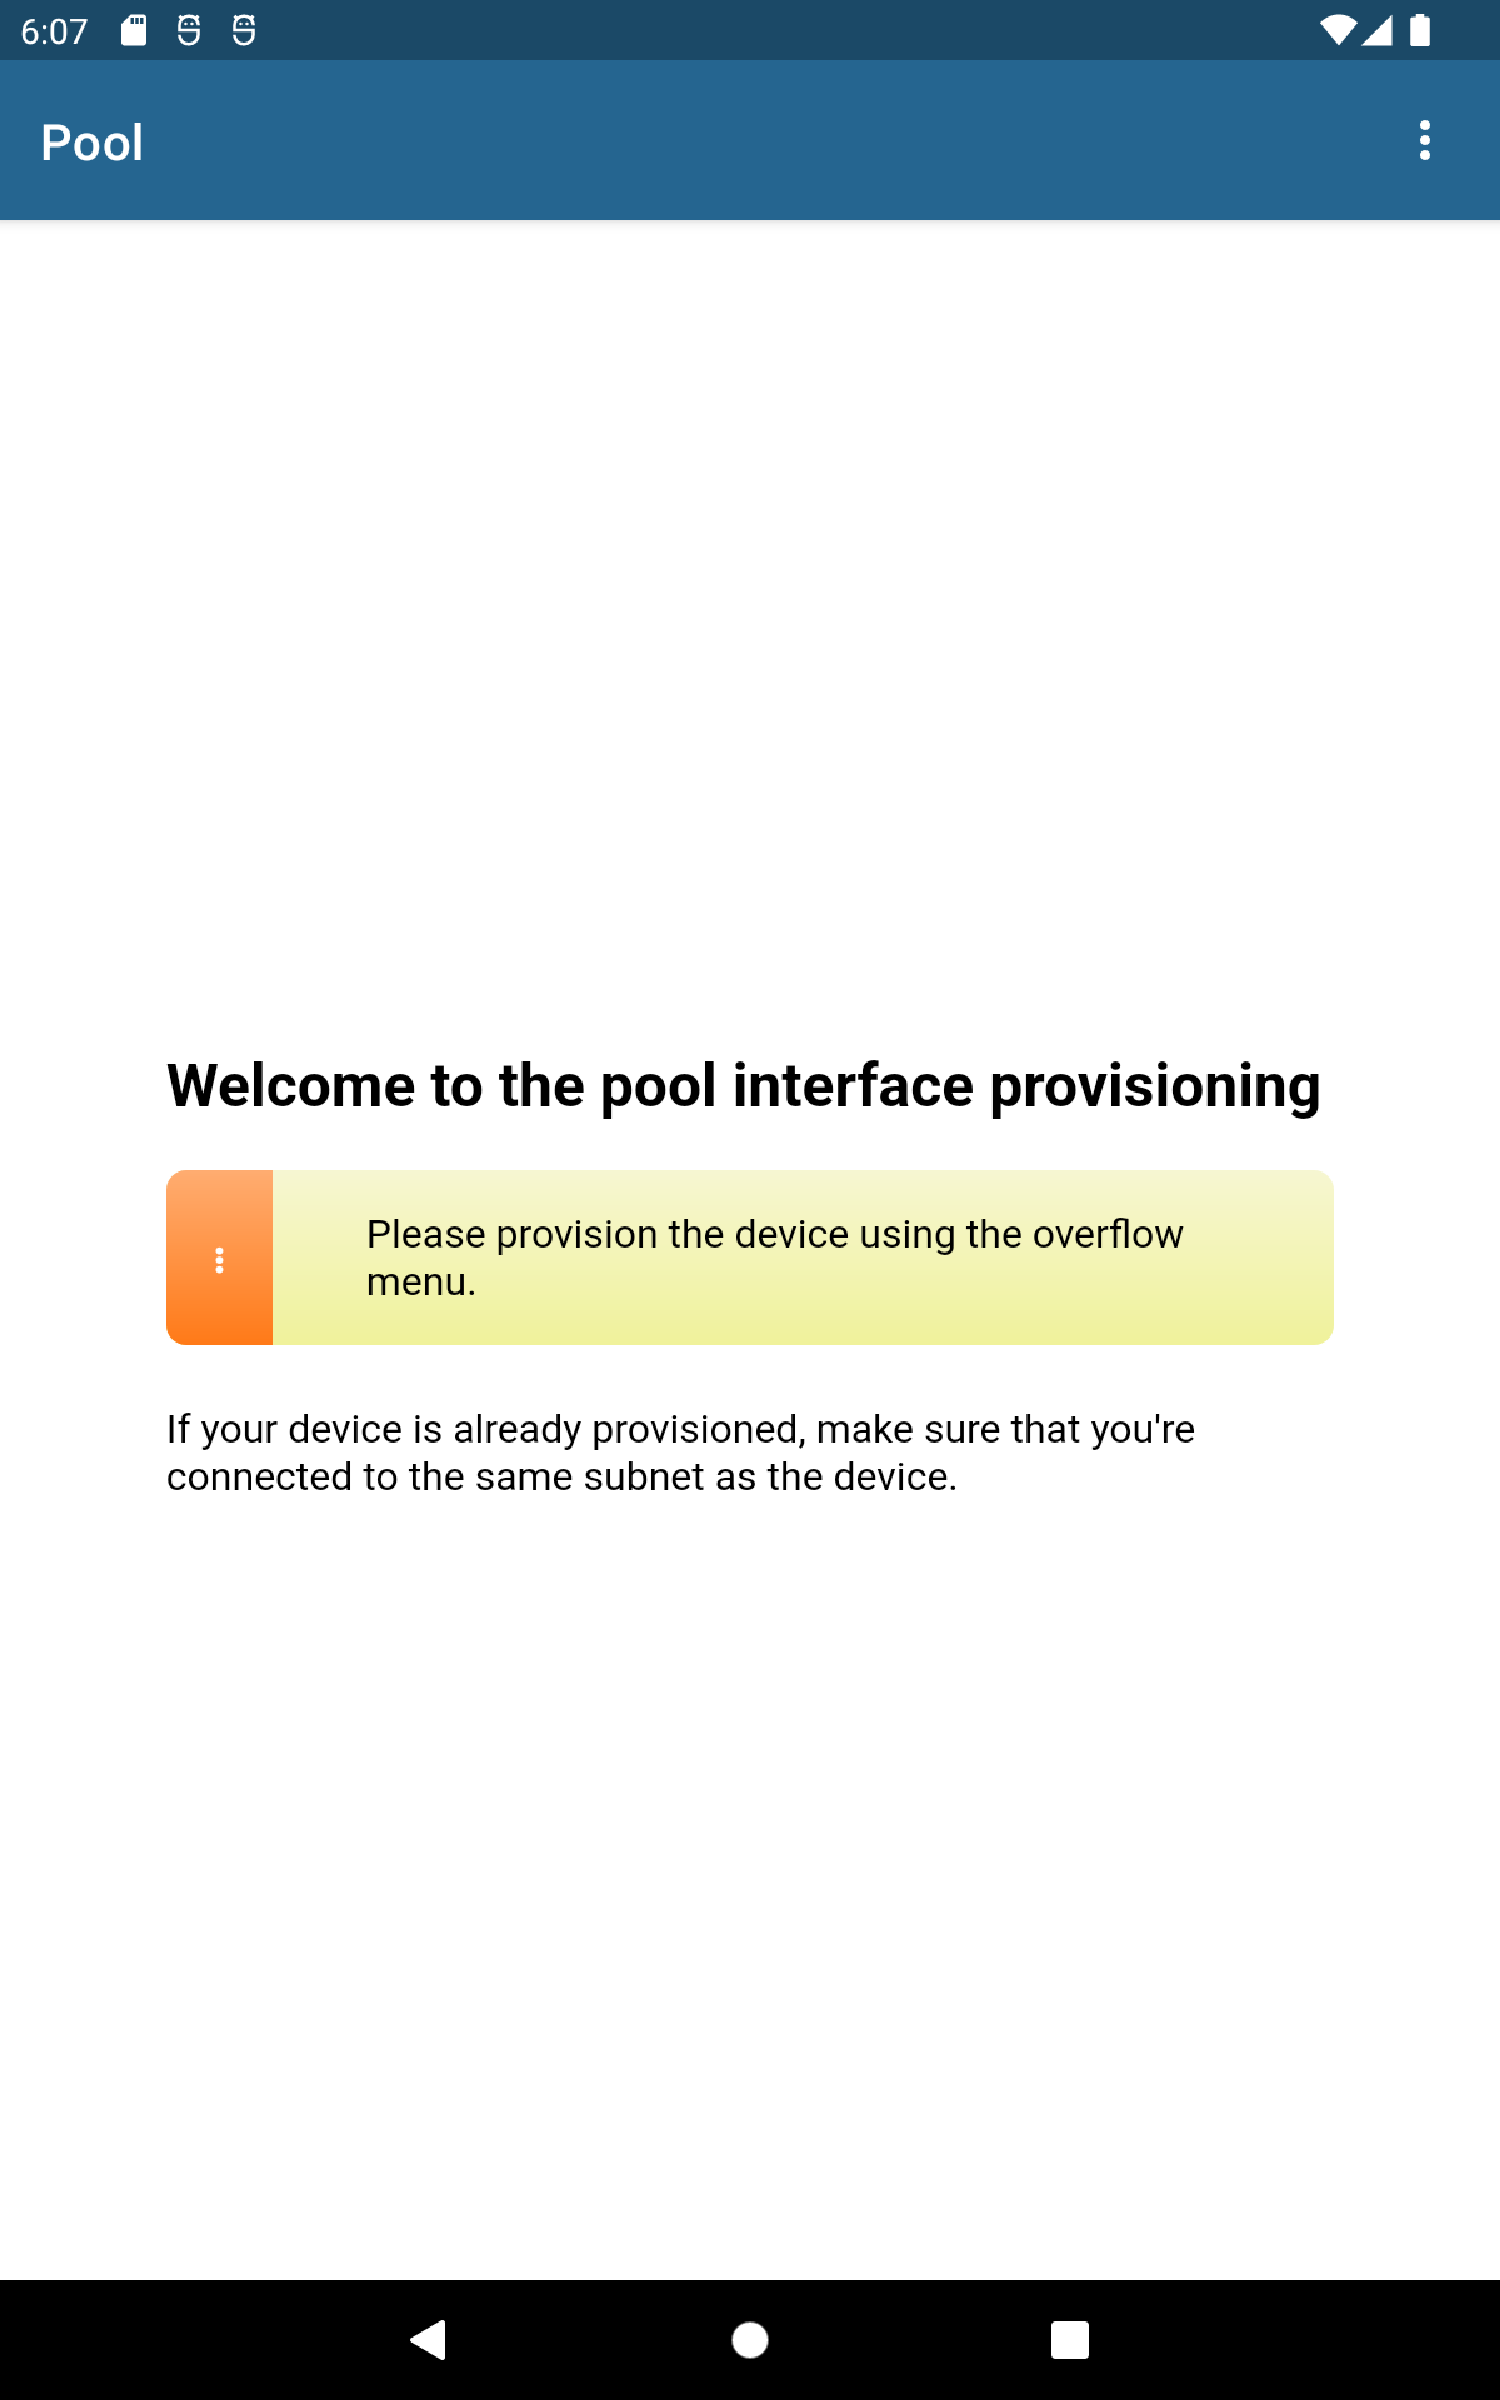 6:07
Pool
Welcome to the pool interface provisioning
Please provision the device using the overflow
menu.
If your device is already provisioned, make sure that you're
connected to the same subnet as the device.